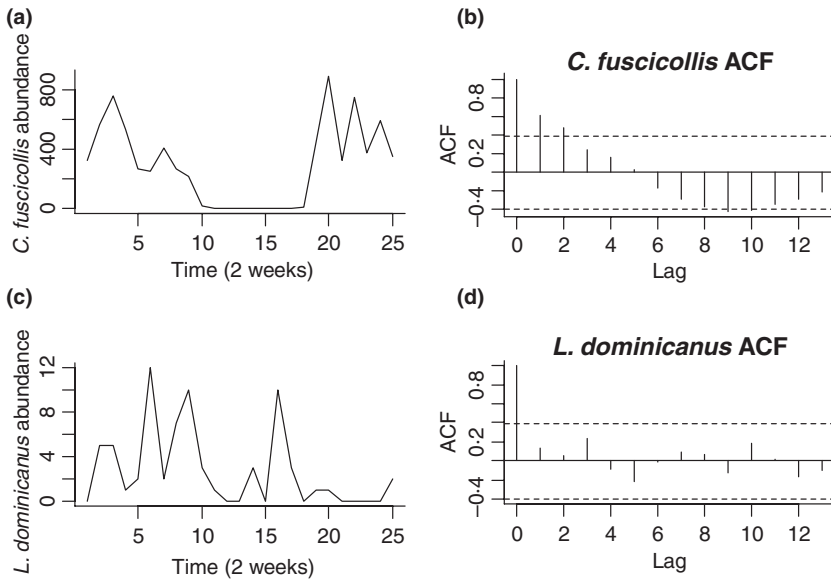 (a)
C. fuscicollis abundance
800
400
0
5 10 15 20 25
Time (2 weeks)
(b)
C. fuscicollis ACF
ACF
0·8
0·2
–0·4
0 2 4 6 8 10 12
Lag
(c)
L. dominicanus abundance
12
8
4
0
5 10 15 20 25
Time (2 weeks)
(d)
L. dominicanus ACF
ACF
0·8
0·2
–0·4
0 2 4 6 8 10 12
Lag